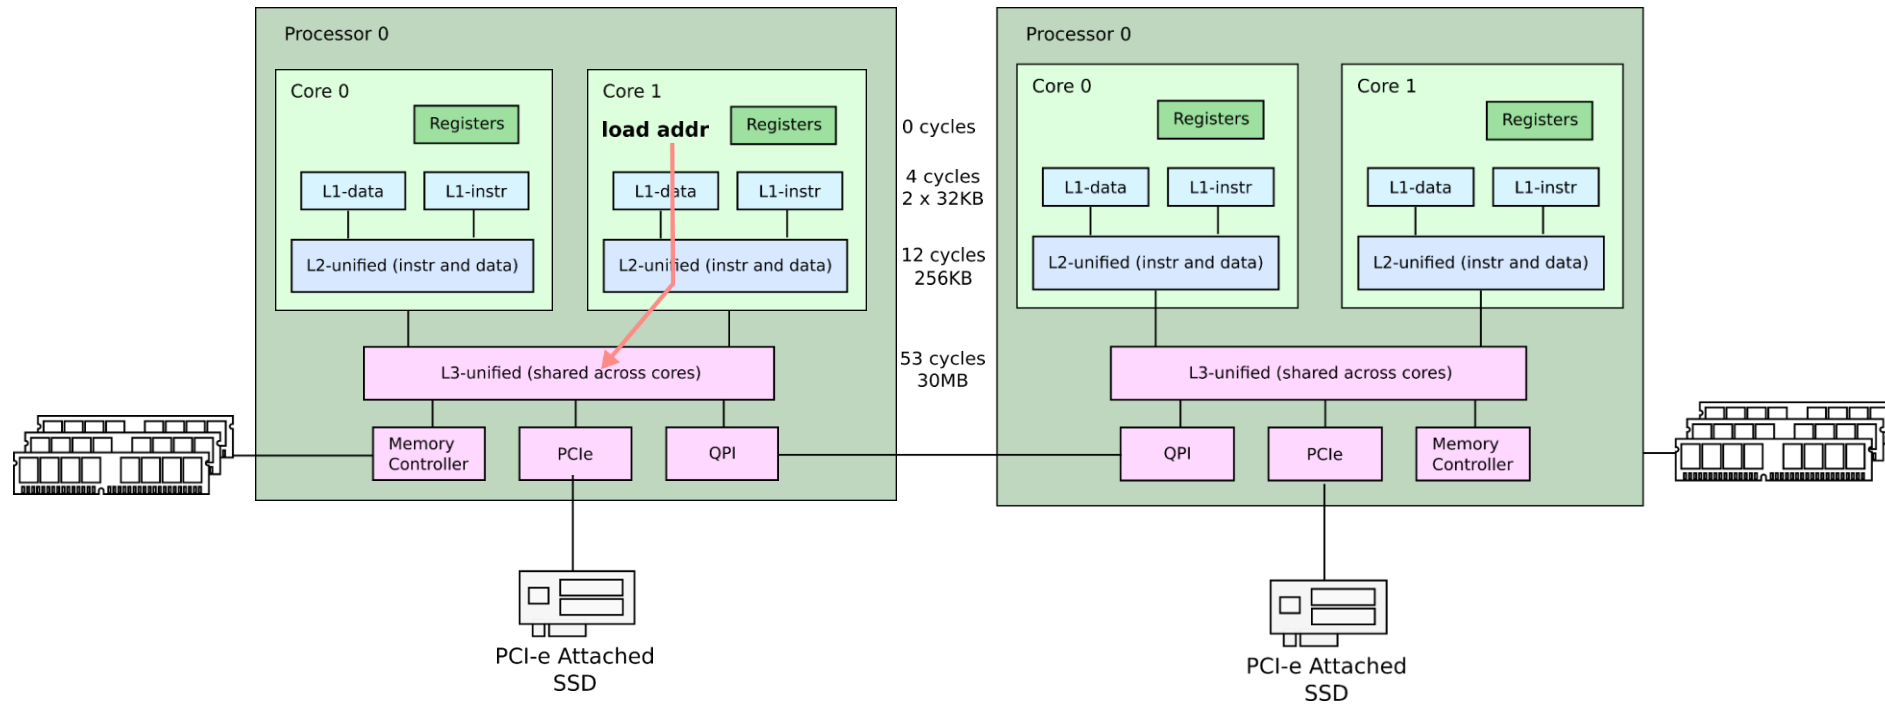 Processor 0
Core 0
Registers
L1-data
L1-instr
L2-unified (instr and data)
Core 1
load addr
Registers
L1-data
L1-instr
L2-unified (instr and data)
L3-unified (shared across cores)
Memory
Controller
PCIe
QPI
PCI-e Attached
SSD
0 cycles
4 cycles
2 x 32KB
12 cycles
256KB
53 cycles
30MB
Processor 0
Core 0
Registers
L1-data
L1-instr
L2-unified (instr and data)
Core 1
Registers
L1-data
L1-instr
L2-unified (instr and data)
L3-unified (shared across cores)
QPI
PCIe
Memory
Controller
PCI-e Attached
SSD